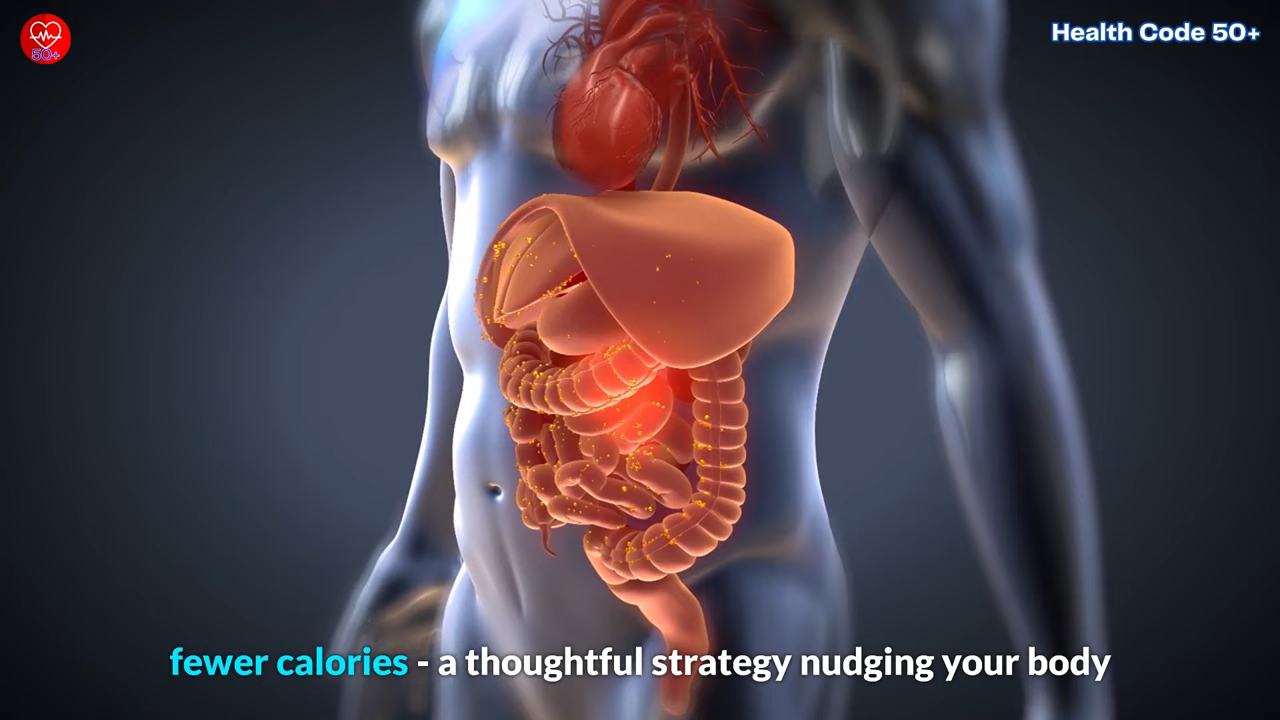 50+
Health Code 50+
fewer calories - a thoughtful strategy nudging your body